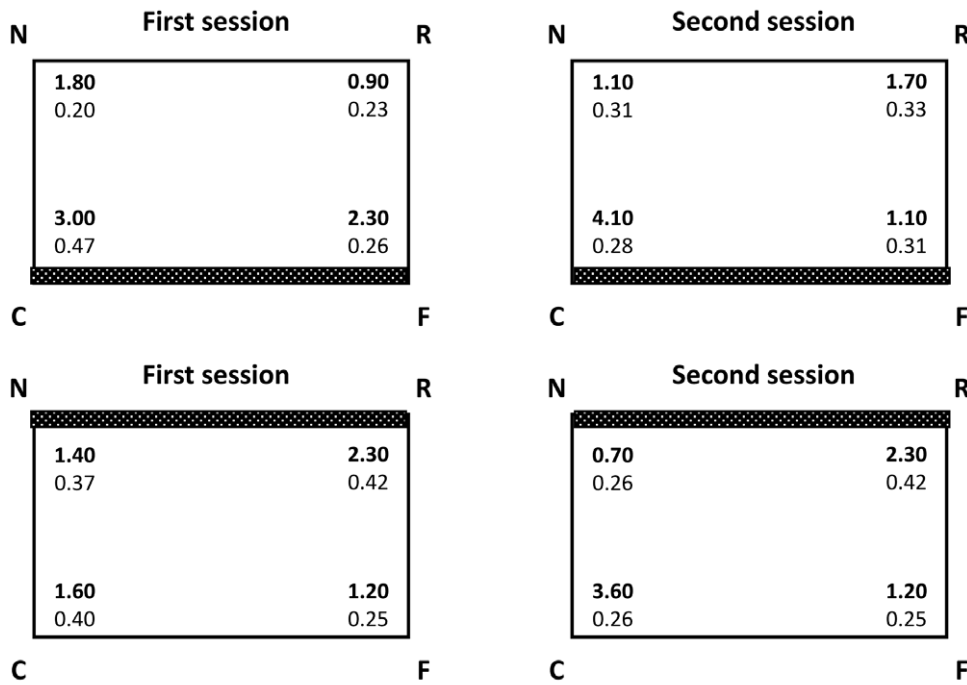 First session
N R
1.80 0.90
0.20 0.23
3.00 2.30
0.47 0.26
C F
Second session
N R
1.10 1.70
0.31 0.33
4.10 1.10
0.28 0.31
C F
First session
N R
1.40 2.30
0.37 0.42
1.60 1.20
0.40 0.25
C F
Second session
N R
0.70 2.30
0.26 0.42
3.60 1.20
0.26 0.25
C F